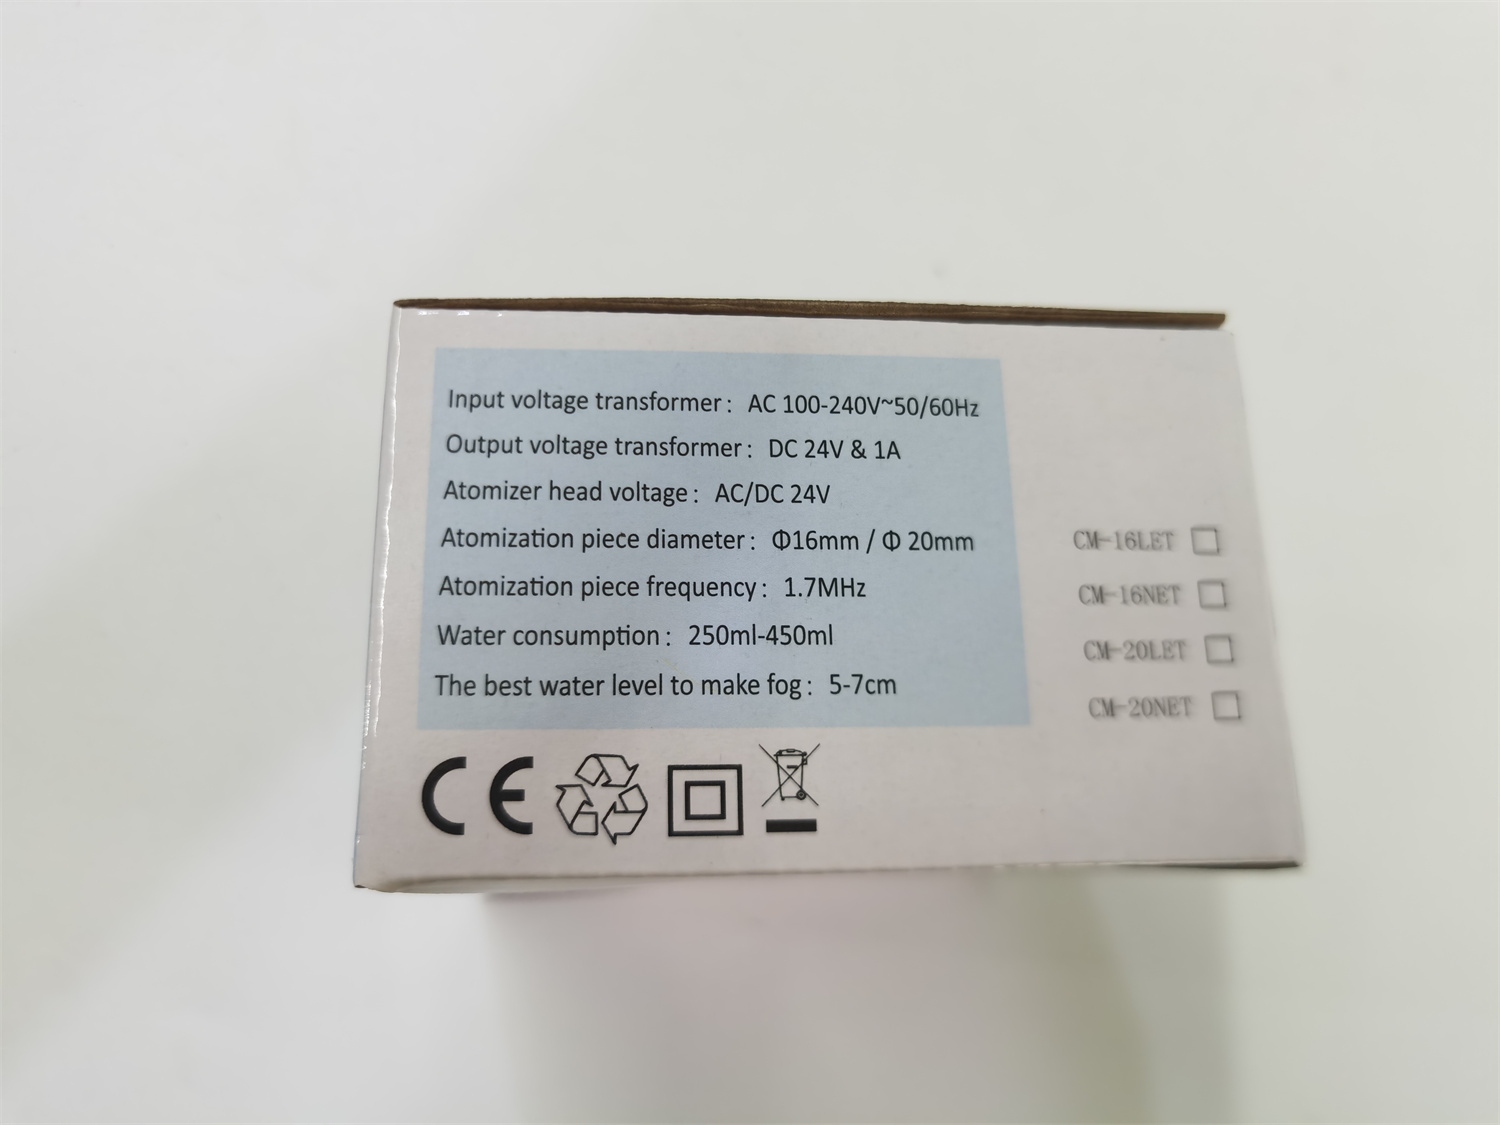 Input voltage transformer: AC 100-240V~50/60Hz
Output voltage transformer: DC 24V & 1A
Atomizer head voltage: AC/DC 24V
Atomization piece diameter: Φ16mm / Φ 20mm
Atomization piece frequency: 1.7MHz
Water consumption: 250ml-450ml
The best water level to make fog: 5-7cm
CM-16LET
CM-16NET
CM-20LET
CM-20NET
CE